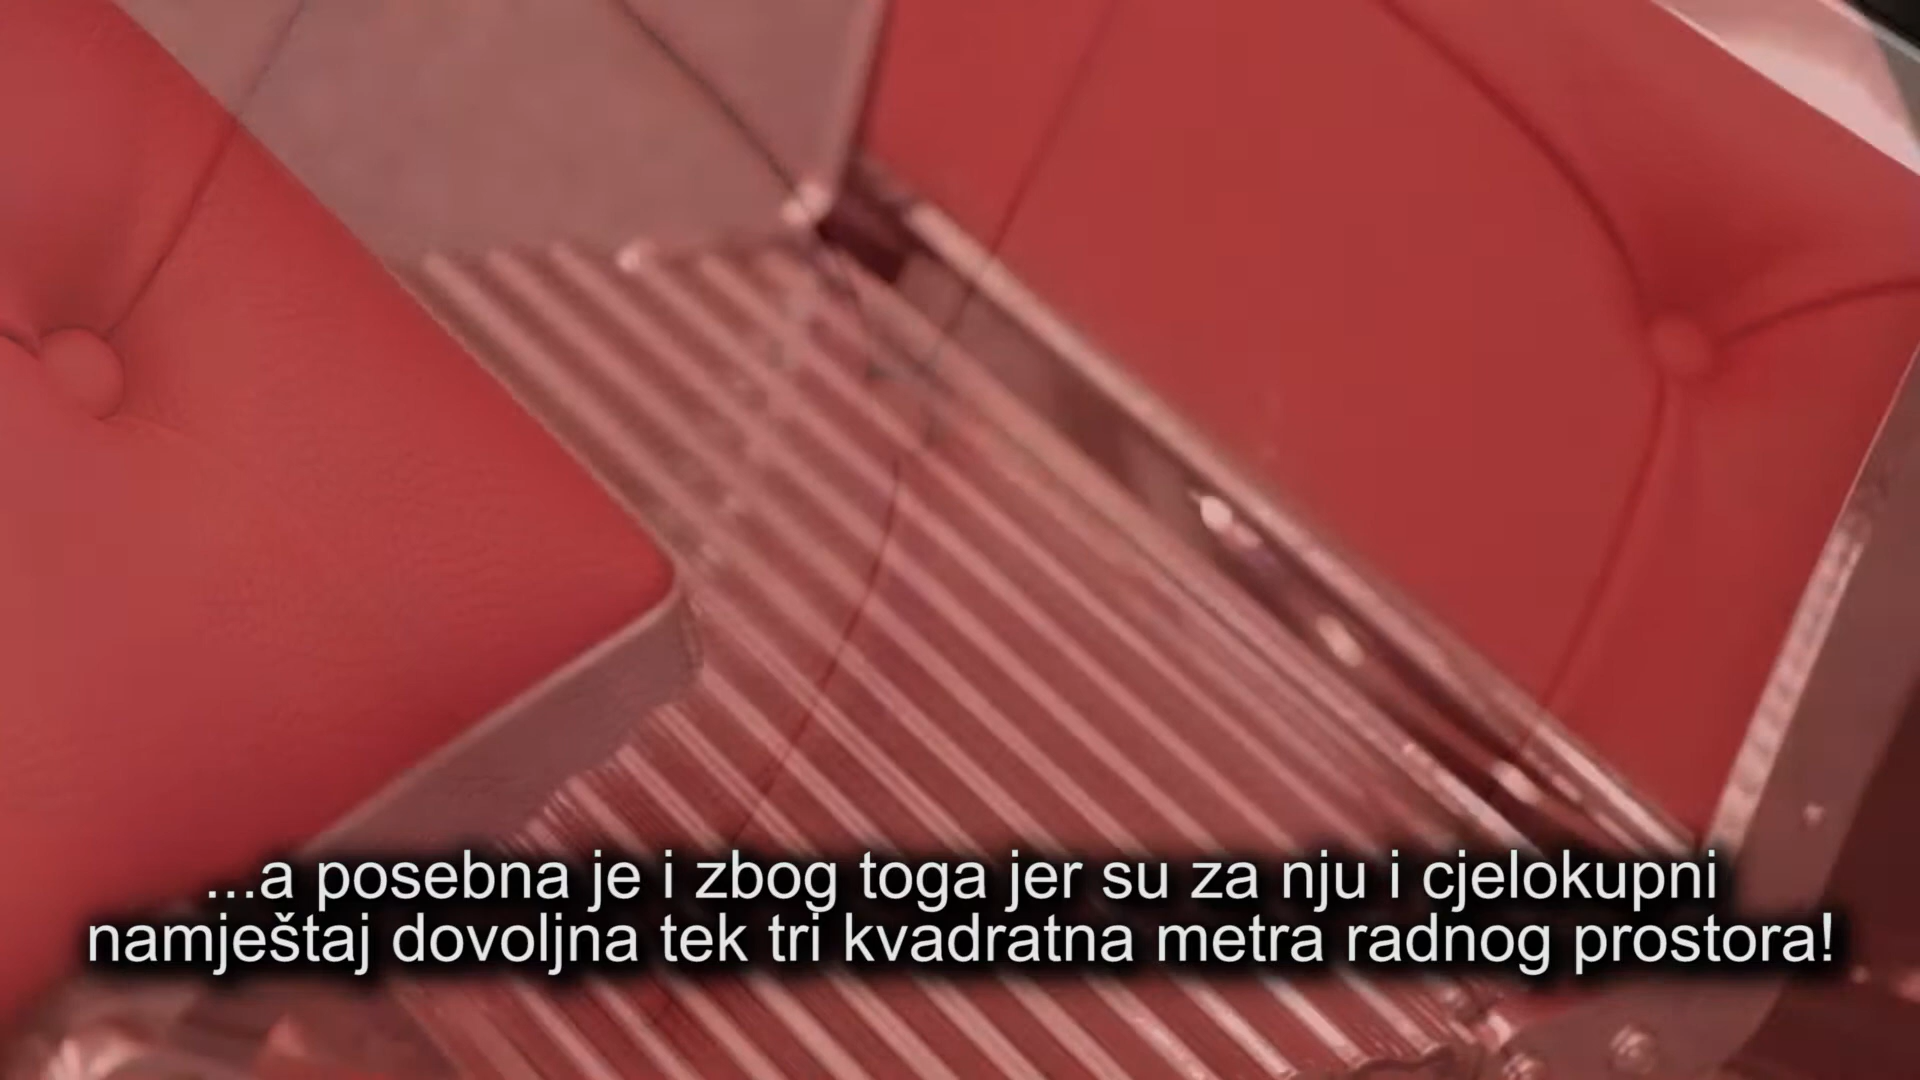 ...a posebna je i zbog toga jer su za nju i cjelokupni
namještaj dovoljna tek tri kvadratna metra radnog prostora!